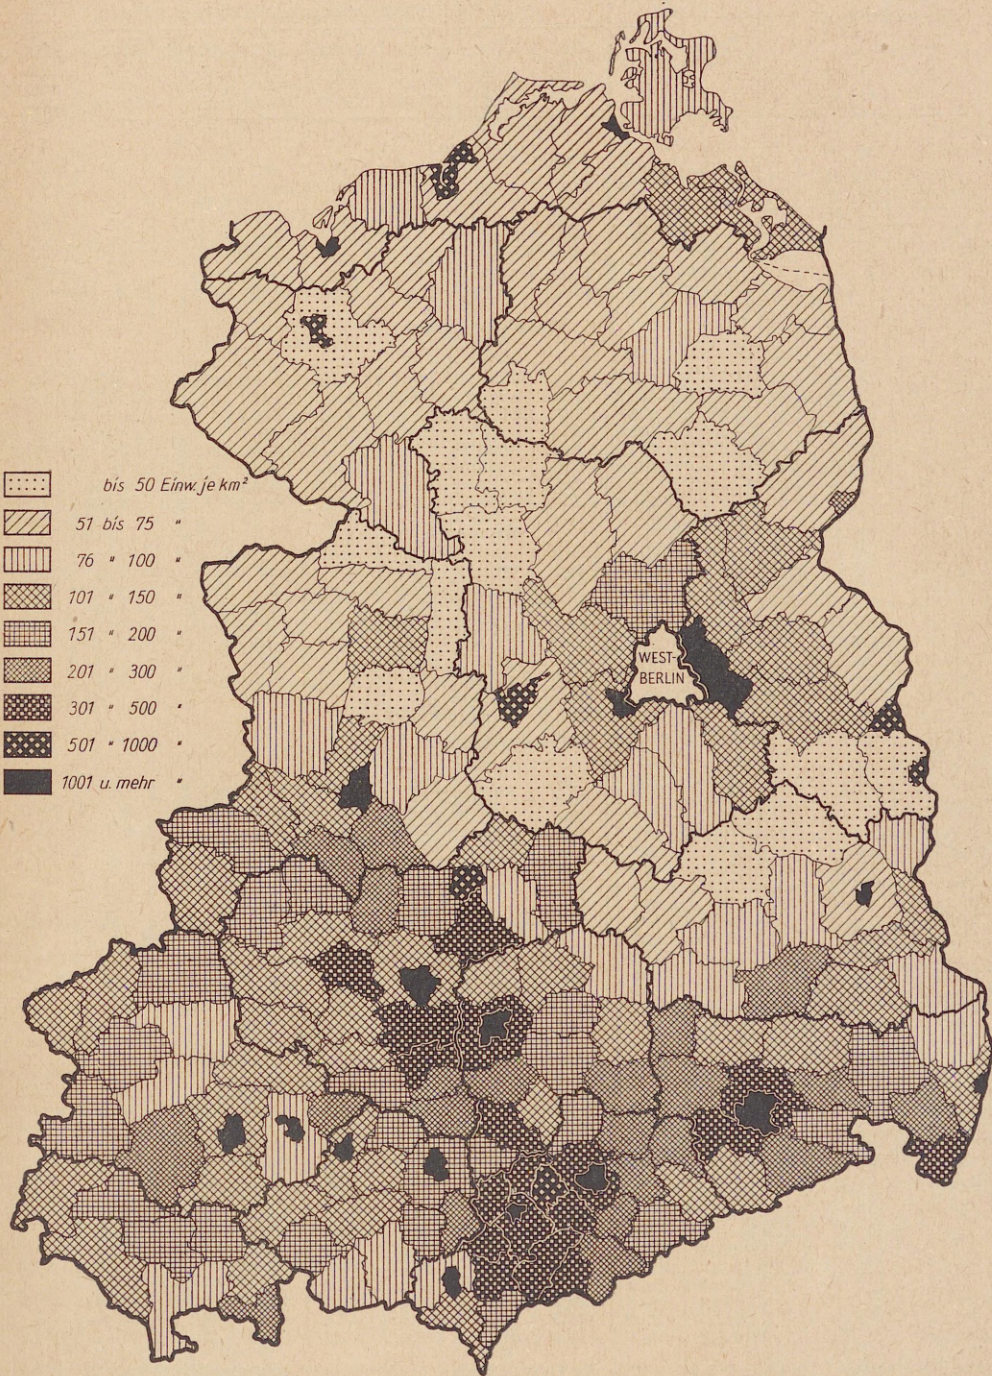 bis 50 Einw. je km²
51 bis 75 "
76 " 100 "
101 " 150 "
151 " 200 "
201 " 300 "
301 " 500 "
501 " 1000 "
1001 u. mehr "
WEST-
BERLIN